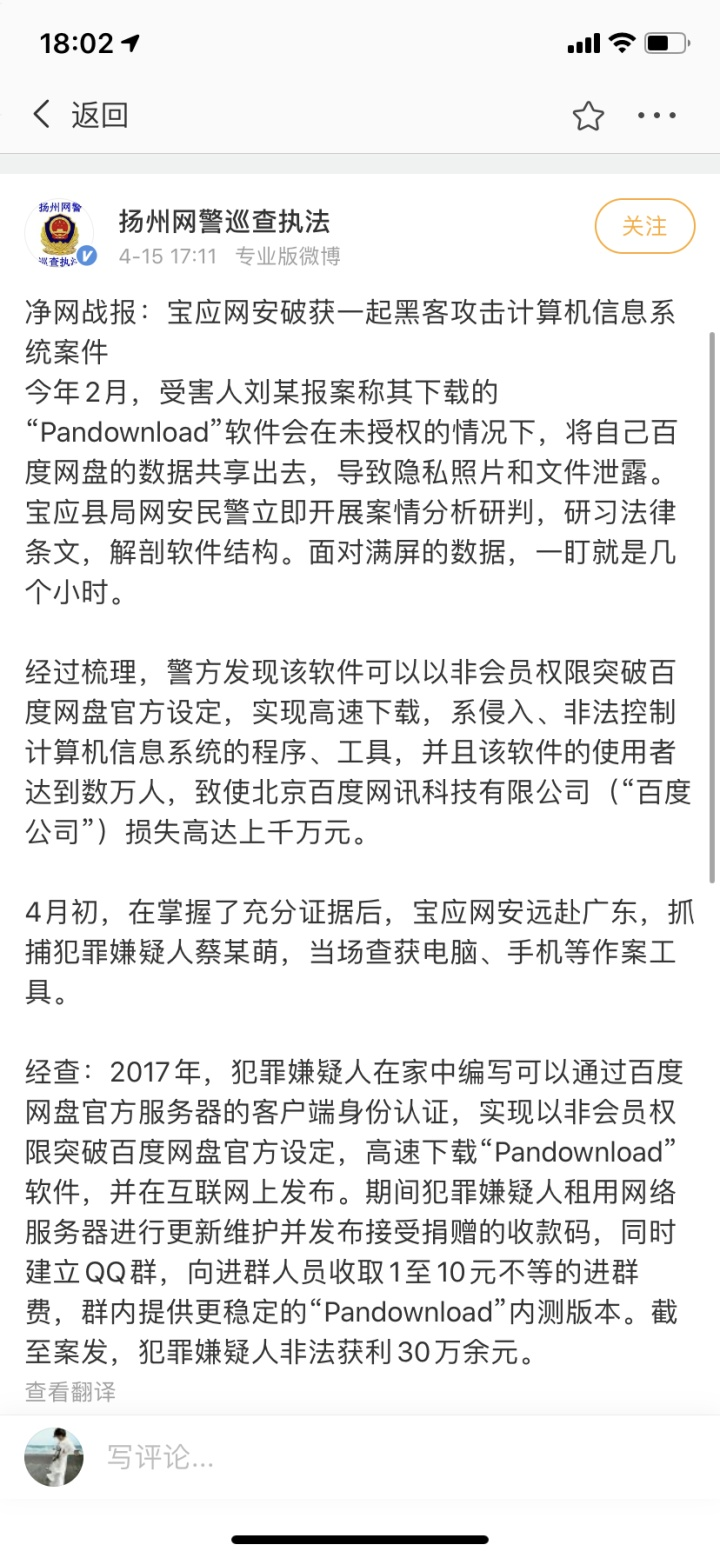 18:02
返回
扬州网警
巡查执法
扬州网警巡查执法
4-15 17:11 专业版微博
关注
净网战报：宝应网安破获一起黑客攻击计算机信息系
统案件
今年2月，受害人刘某报案称其下载的
“Pandownload”软件会在未授权的情况下，将自己百
度网盘的数据共享出去，导致隐私照片和文件泄露。
宝应县局网安民警立即开展案情分析研判，研习法律
条文，解剖软件结构。面对满屏的数据，一盯就是几
个小时。
经过梳理，警方发现该软件可以以非会员权限突破百
度网盘官方设定，实现高速下载，系侵入、非法控制
计算机信息系统的程序、工具，并且该软件的使用者
达到数万人，致使北京百度网讯科技有限公司（“百度
公司”）损失高达上千万元。
4月初，在掌握了充分证据后，宝应网安远赴广东，抓
捕犯罪嫌疑人蔡某萌，当场查获电脑、手机等作案工
具。
经查：2017年，犯罪嫌疑人在家中编写可以通过百度
网盘官方服务器的客户端身份认证，实现以非会员权
限突破百度网盘官方设定，高速下载“Pandownload”
软件，并在互联网上发布。期间犯罪嫌疑人租用网络
服务器进行更新维护并发布接受捐赠的收款码，同时
建立QQ群，向进群人员收取1至10元不等的进群
费，群内提供更稳定的“Pandownload”内测版本。截
至案发，犯罪嫌疑人非法获利30万余元。
查看翻译
写评论...